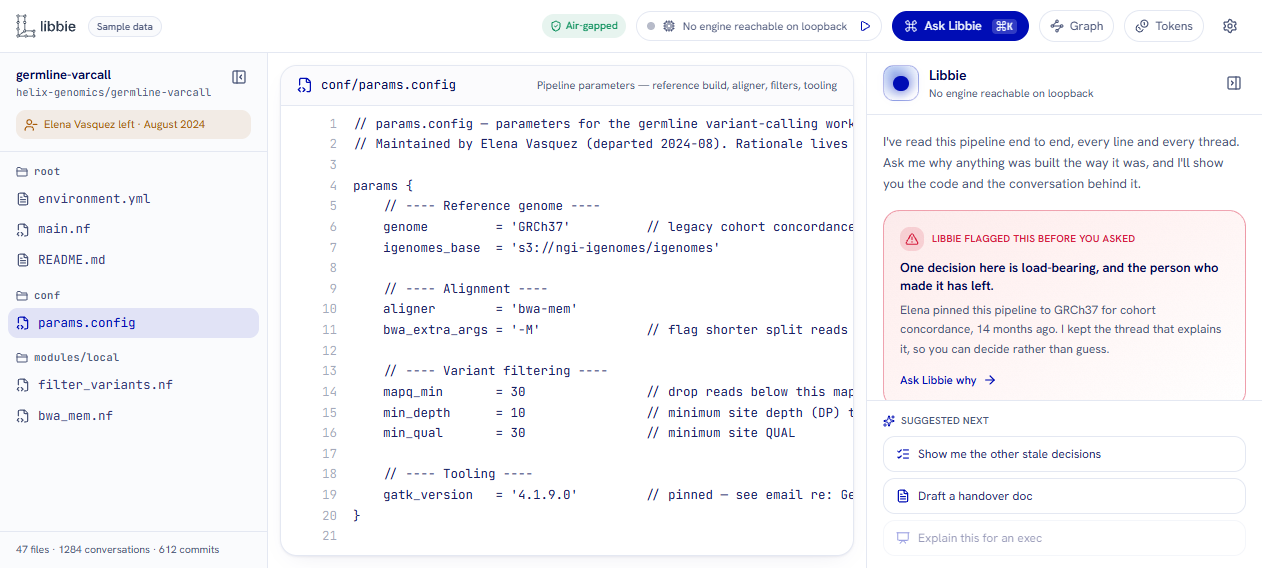 libbie
Sample data
Air-gapped
No engine reachable on loopback
Ask Libbie ⌘K
Graph
Tokens
germline-varcall
helix-genomics/germline-varcall
Elena Vasquez left · August 2024
root
environment.yml
main.nf
README.md
conf
params.config
modules/local
filter_variants.nf
bwa_mem.nf
47 files · 1284 conversations · 612 commits
conf/params.config
Pipeline parameters — reference build, aligner, filters, tooling
1 // params.config — parameters for the germline variant-calling work
2 // Maintained by Elena Vasquez (departed 2024-08). Rationale lives
3
4 params {
5 // ---- Reference genome ----
6 genome = 'GRCh37' // legacy cohort concordance
7 igenomes_base = 's3://ngi-igenomes/igenomes'
8
9 // ---- Alignment ----
10 aligner = 'bwa-mem'
11 bwa_extra_args = '-M' // flag shorter split reads
12
13 // ---- Variant filtering ----
14 mapq_min = 30 // drop reads below this map
15 min_depth = 10 // minimum site depth (DP) t
16 min_qual = 30 // minimum site QUAL
17
18 // ---- Tooling ----
19 gatk_version = '4.1.9.0' // pinned — see email re: Ge
20 }
21
Libbie
No engine reachable on loopback
I've read this pipeline end to end, every line and every thread.
Ask me why anything was built the way it was, and I'll show
you the code and the conversation behind it.
LIBBIE FLAGGED THIS BEFORE YOU ASKED
One decision here is load-bearing, and the person who
made it has left.
Elena pinned this pipeline to GRCh37 for cohort
concordance, 14 months ago. I kept the thread that explains
it, so you can decide rather than guess.
Ask Libbie why
SUGGESTED NEXT
Show me the other stale decisions
Draft a handover doc
Explain this for an exec